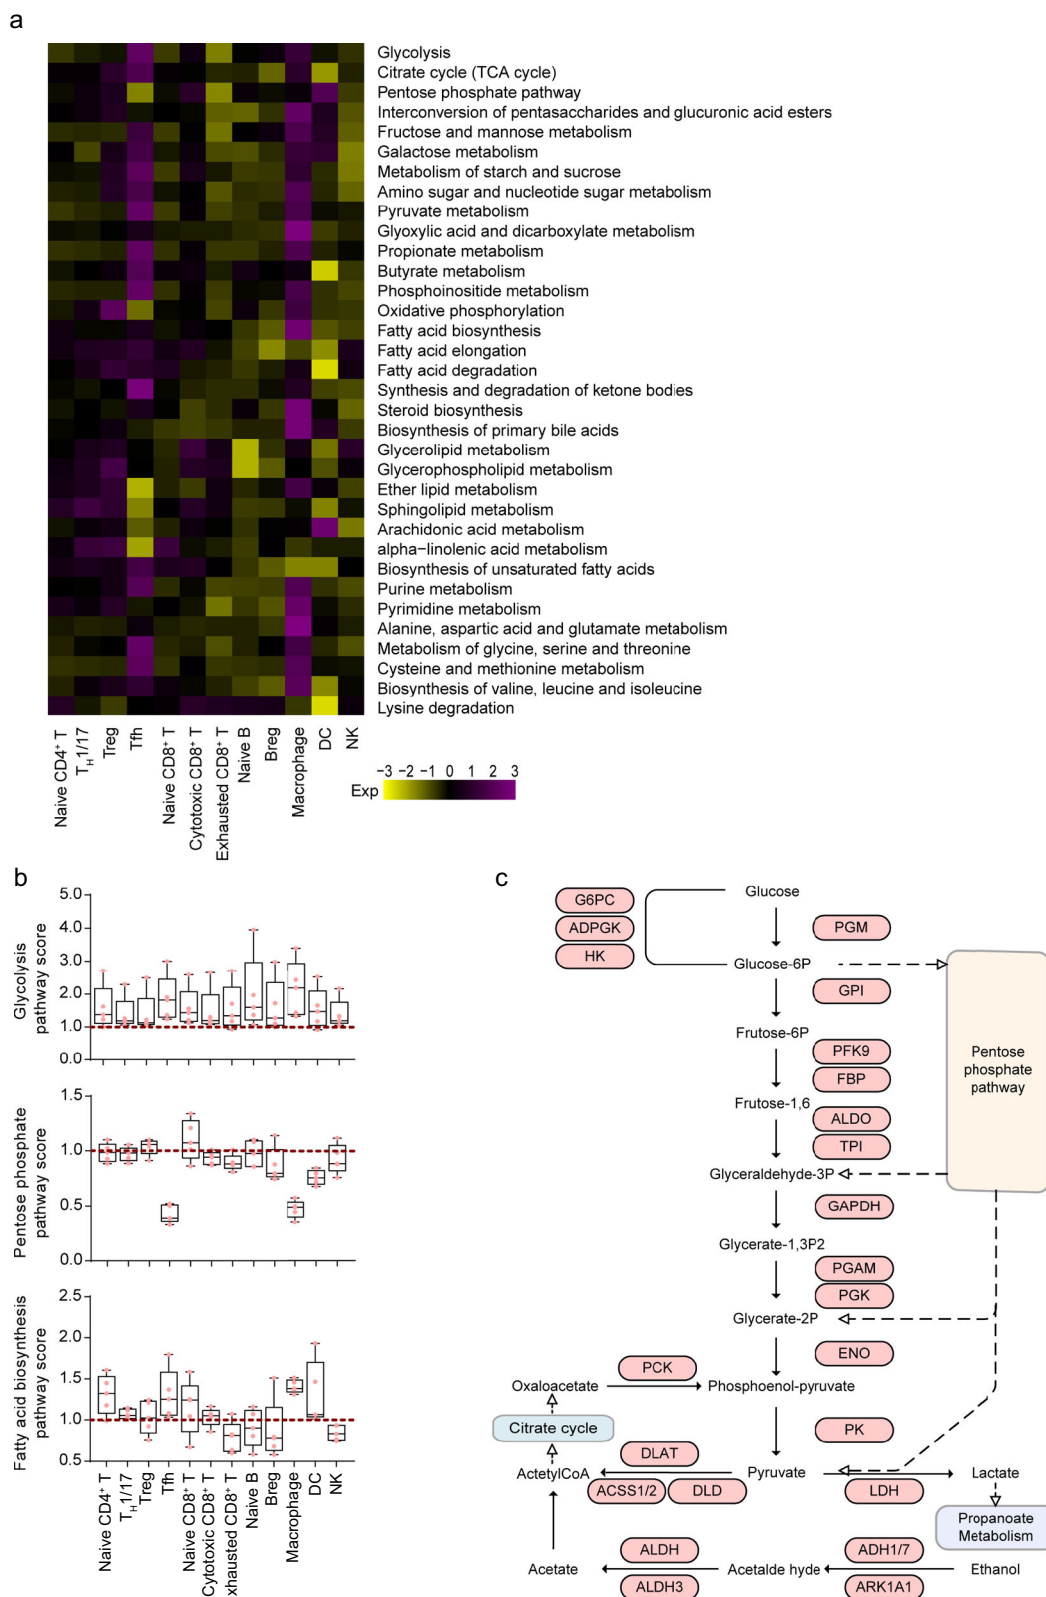 a
Glycolysis
Citrate cycle (TCA cycle)
Pentose phosphate pathway
Interconversion of pentasaccharides and glucuronic acid esters
Fructose and mannose metabolism
Galactose metabolism
Metabolism of starch and sucrose
Amino sugar and nucleotide sugar metabolism
Pyruvate metabolism
Glyoxylic acid and dicarboxylate metabolism
Propionate metabolism
Butyrate metabolism
Phosphoinositide metabolism
Oxidative phosphorylation
Fatty acid biosynthesis
Fatty acid elongation
Fatty acid degradation
Synthesis and degradation of ketone bodies
Steroid biosynthesis
Biosynthesis of primary bile acids
Glycerolipid metabolism
Glycerophospholipid metabolism
Ether lipid metabolism
Sphingolipid metabolism
Arachidonic acid metabolism
alpha−linolenic acid metabolism
Biosynthesis of unsaturated fatty acids
Purine metabolism
Pyrimidine metabolism
Alanine, aspartic acid and glutamate metabolism
Metabolism of glycine, serine and threonine
Cysteine and methionine metabolism
Biosynthesis of valine, leucine and isoleucine
Lysine degradation
Naive CD4⁺ T
T_H1/17
Treg
Tfh
Naive CD8⁺ T
Cytotoxic CD8⁺ T
Exhausted CD8⁺ T
Naive B
Breg
Macrophage
DC
NK
−3 −2 −1 0 1 2 3
Exp
b
Glycolysis
pathway score
5.0
4.0
3.0
2.0
1.0
0.0
Pentose phosphate
pathway score
1.5
1.0
0.5
0.0
Fatty acid biosynthesis
pathway score
2.5
2.0
1.5
1.0
0.5
Naive CD4⁺ T
T_H1/17
Treg
Tfh
Naive CD8⁺ T
Cytotoxic CD8⁺ T
xhausted CD8⁺ T
Naive B
Breg
Macrophage
DC
NK
c
Glucose
G6PC
ADPGK
HK
PGM
Glucose-6P
GPI
Frutose-6P
PFK9
FBP
Pentose
phosphate
pathway
Frutose-1,6
ALDO
TPI
Glyceraldehyde-3P
GAPDH
Glycerate-1,3P2
PGAM
PGK
Glycerate-2P
ENO
PCK
Oxaloacetate
Phosphoenol-pyruvate
Citrate cycle
PK
DLAT
ActetylCoA
Pyruvate
Lactate
ACSS1/2
DLD
LDH
Propanoate
Metabolism
ALDH
ADH1/7
Acetate
Acetalde hyde
Ethanol
ALDH3
ARK1A1